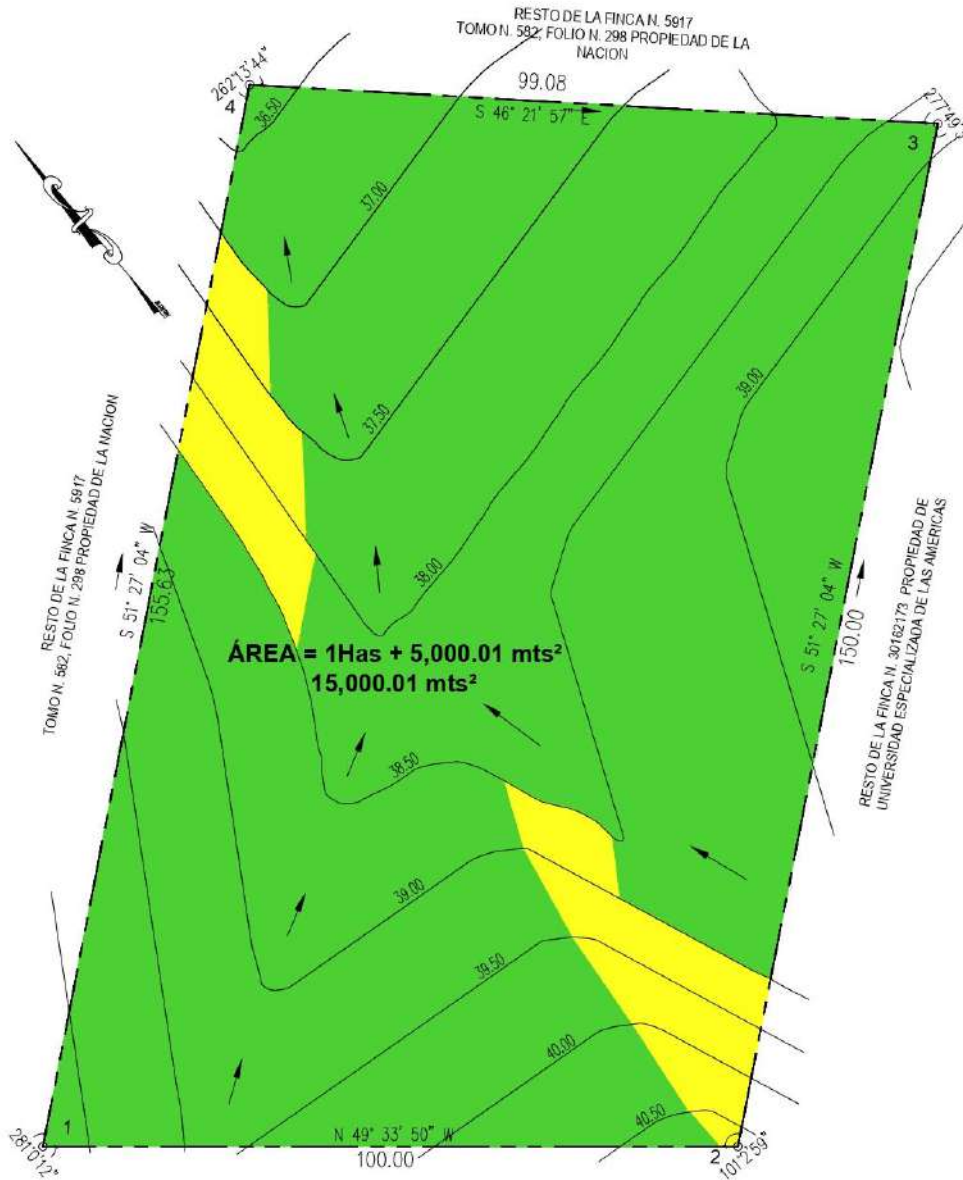 RESTO DE LA FINCA N. 5917
TOMO N. 582, FOLIO N. 298 PROPIEDAD DE LA
NACION
262°13'44"
4
99.08
S 46° 21' 57" E
3
36.50
37.00
37.50
38.00
39.00
RESTO DE LA FINCA N. 5917
TOMO N. 582, FOLIO N. 298 PROPIEDAD DE LA NACION
S 51° 27' 04" W
155.63
ÁREA = 1Has + 5,000.01 mts²
15,000.01 mts²
S 51° 27' 04" W
150.00
RESTO DE LA FINCA N. 30162173 PROPIEDAD DE
UNIVERSIDAD ESPECIALIZADA DE LAS AMERICAS
38.50
39.00
39.50
40.00
40.50
1
281°0'12"
N 49° 33' 50" W
100.00
2
101°2'59"